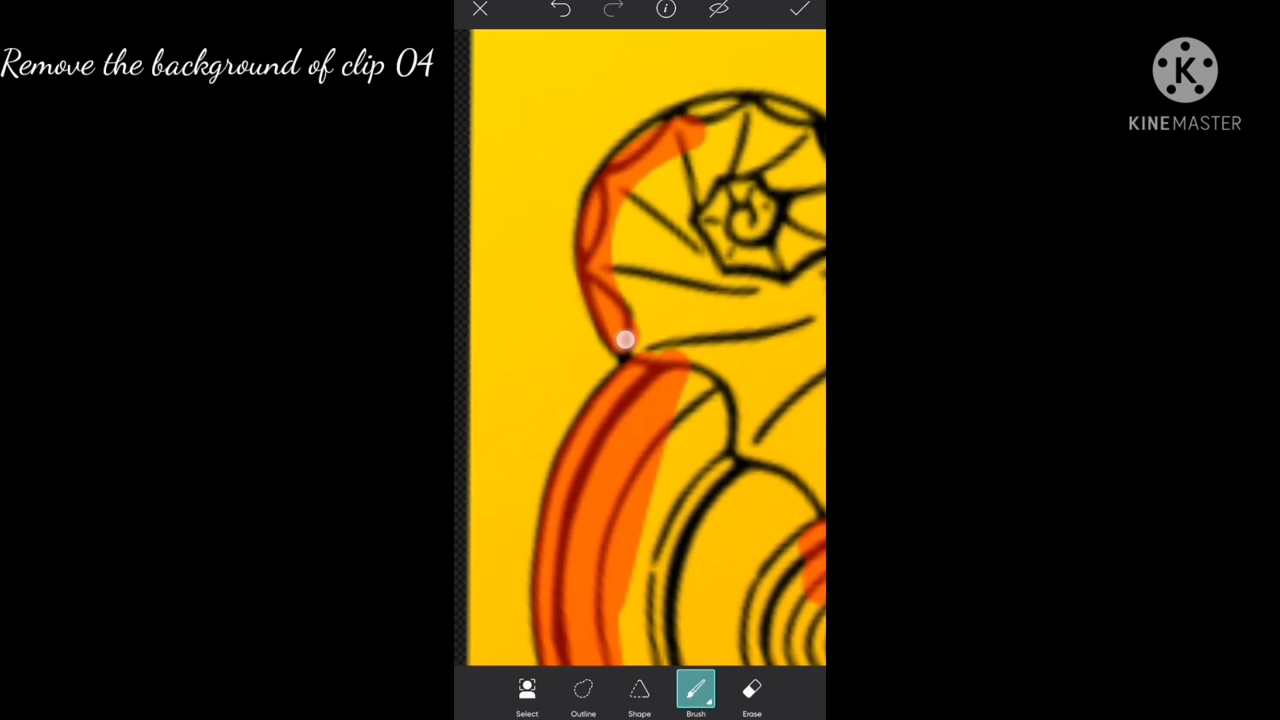 Remove the background of clip 04
K
KINEMASTER
Select
Outline
Shape
Brush
Erase